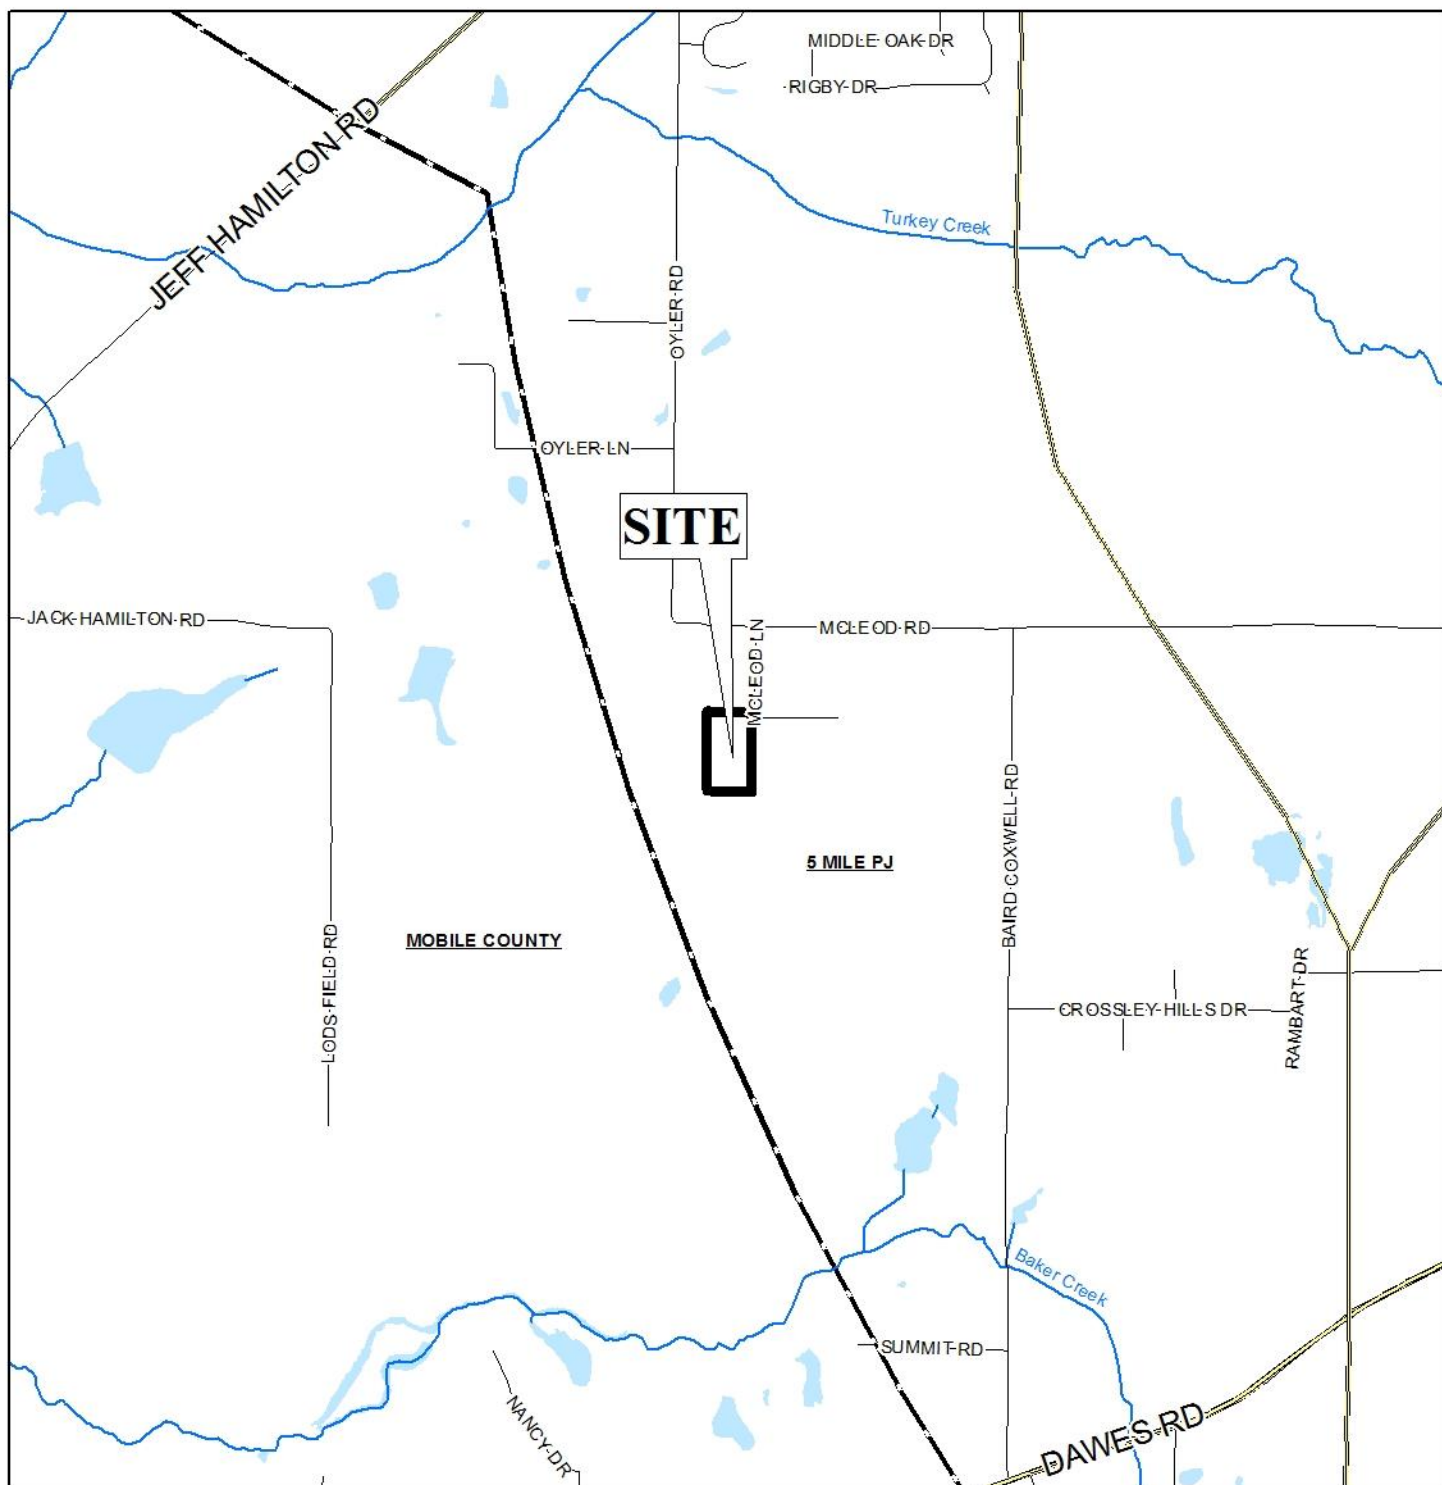 MIDDLE OAK DR
RIGBY DR
JEFF HAMILTON RD
Turkey Creek
OYLER RD
OYLER LN
SITE
JACK HAMILTON RD
MCLEOD LN
MCLEOD RD
BAIRD COXWELL RD
5 MILE PJ
MOBILE COUNTY
LODS FIELD RD
CROSSLEY HILLS DR
RAMBART DR
Baker Creek
SUMMIT RD
NANCY DR
DAWES RD